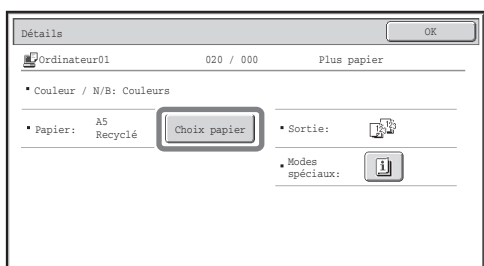 Détails OK
Ordinateur01 020 / 000 Plus papier
▪ Couleur / N/B: Couleurs
▪ Papier: A5 Recyclé Choix papier ▪ Sortie:
▪ Modes spéciaux: